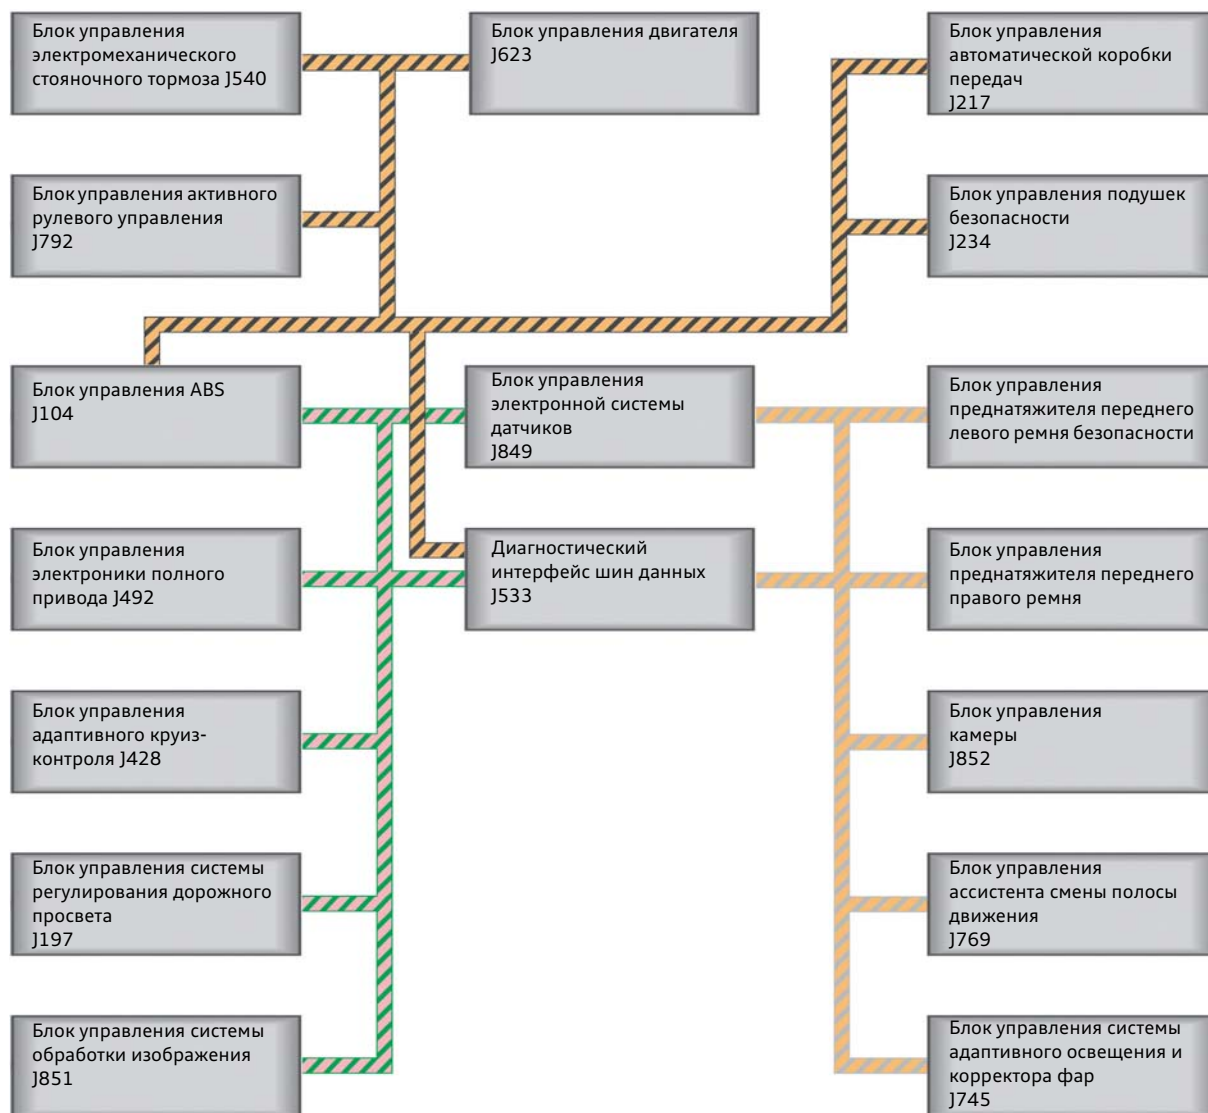 Блок управления
электромеханического
стояночного тормоза J540
Блок управления двигателя
J623
Блок управления
автоматической коробки
передач
J217
Блок управления активного
рулевого управления
J792
Блок управления подушек
безопасности
J234
Блок управления ABS
J104
Блок управления
электронной системы
датчиков
J849
Блок управления
преднатяжителя переднего
левого ремня безопасности
Блок управления
электроники полного
привода J492
Диагностический
интерфейс шин данных
J533
Блок управления
преднатяжителя переднего
правого ремня
Блок управления
адаптивного круиз-
контроля J428
Блок управления
камеры
J852
Блок управления системы
регулирования дорожного
просвета
J197
Блок управления
ассистента смены полосы
движения
J769
Блок управления системы
обработки изображения
J851
Блок управления системы
адаптивного освещения и
корректора фар
J745